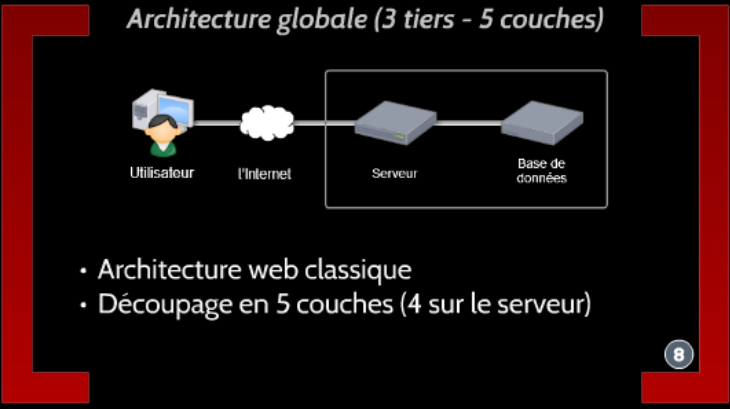 Architecture globale (3 tiers - 5 couches)
Utilisateur
l'Internet
Serveur
Base de
données
• Architecture web classique
• Découpage en 5 couches (4 sur le serveur)
8